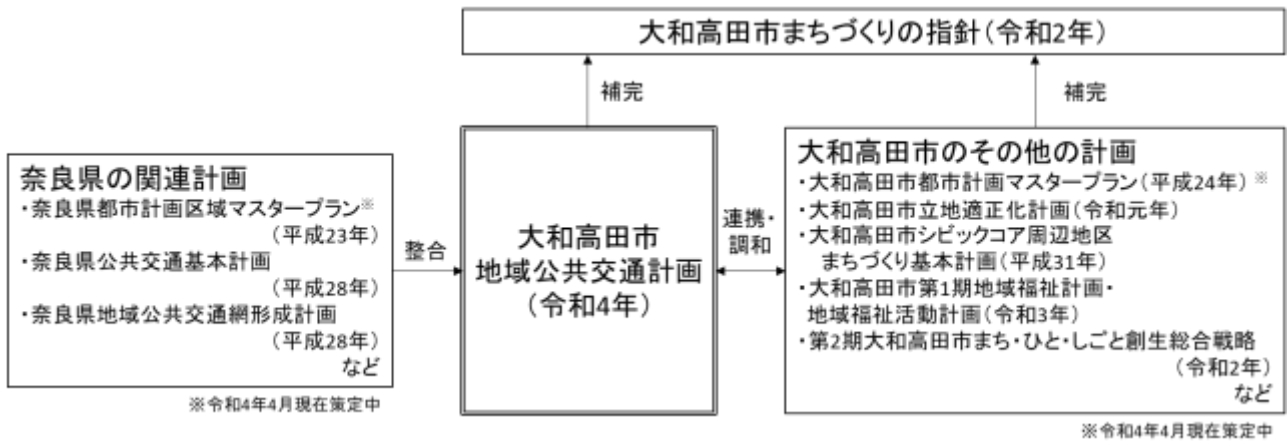 大和高田市まちづくりの指針(令和2年)
補完
補完
奈良県の関連計画
・奈良県都市計画区域マスタープラン※
(平成23年)
・奈良県公共交通基本計画
(平成28年)
・奈良県地域公共交通網形成計画
(平成28年)
など
※令和4年4月現在策定中
整合
大和高田市
地域公共交通計画
(令和4年)
連携・
調和
大和高田市のその他の計画
・大和高田市都市計画マスタープラン(平成24年)※
・大和高田市立地適正化計画(令和元年)
・大和高田市シビックコア周辺地区
まちづくり基本計画(平成31年)
・大和高田市第1期地域福祉計画・
地域福祉活動計画(令和3年)
・第2期大和高田市まち・ひと・しごと創生総合戦略
(令和2年)
など
※令和4年4月現在策定中